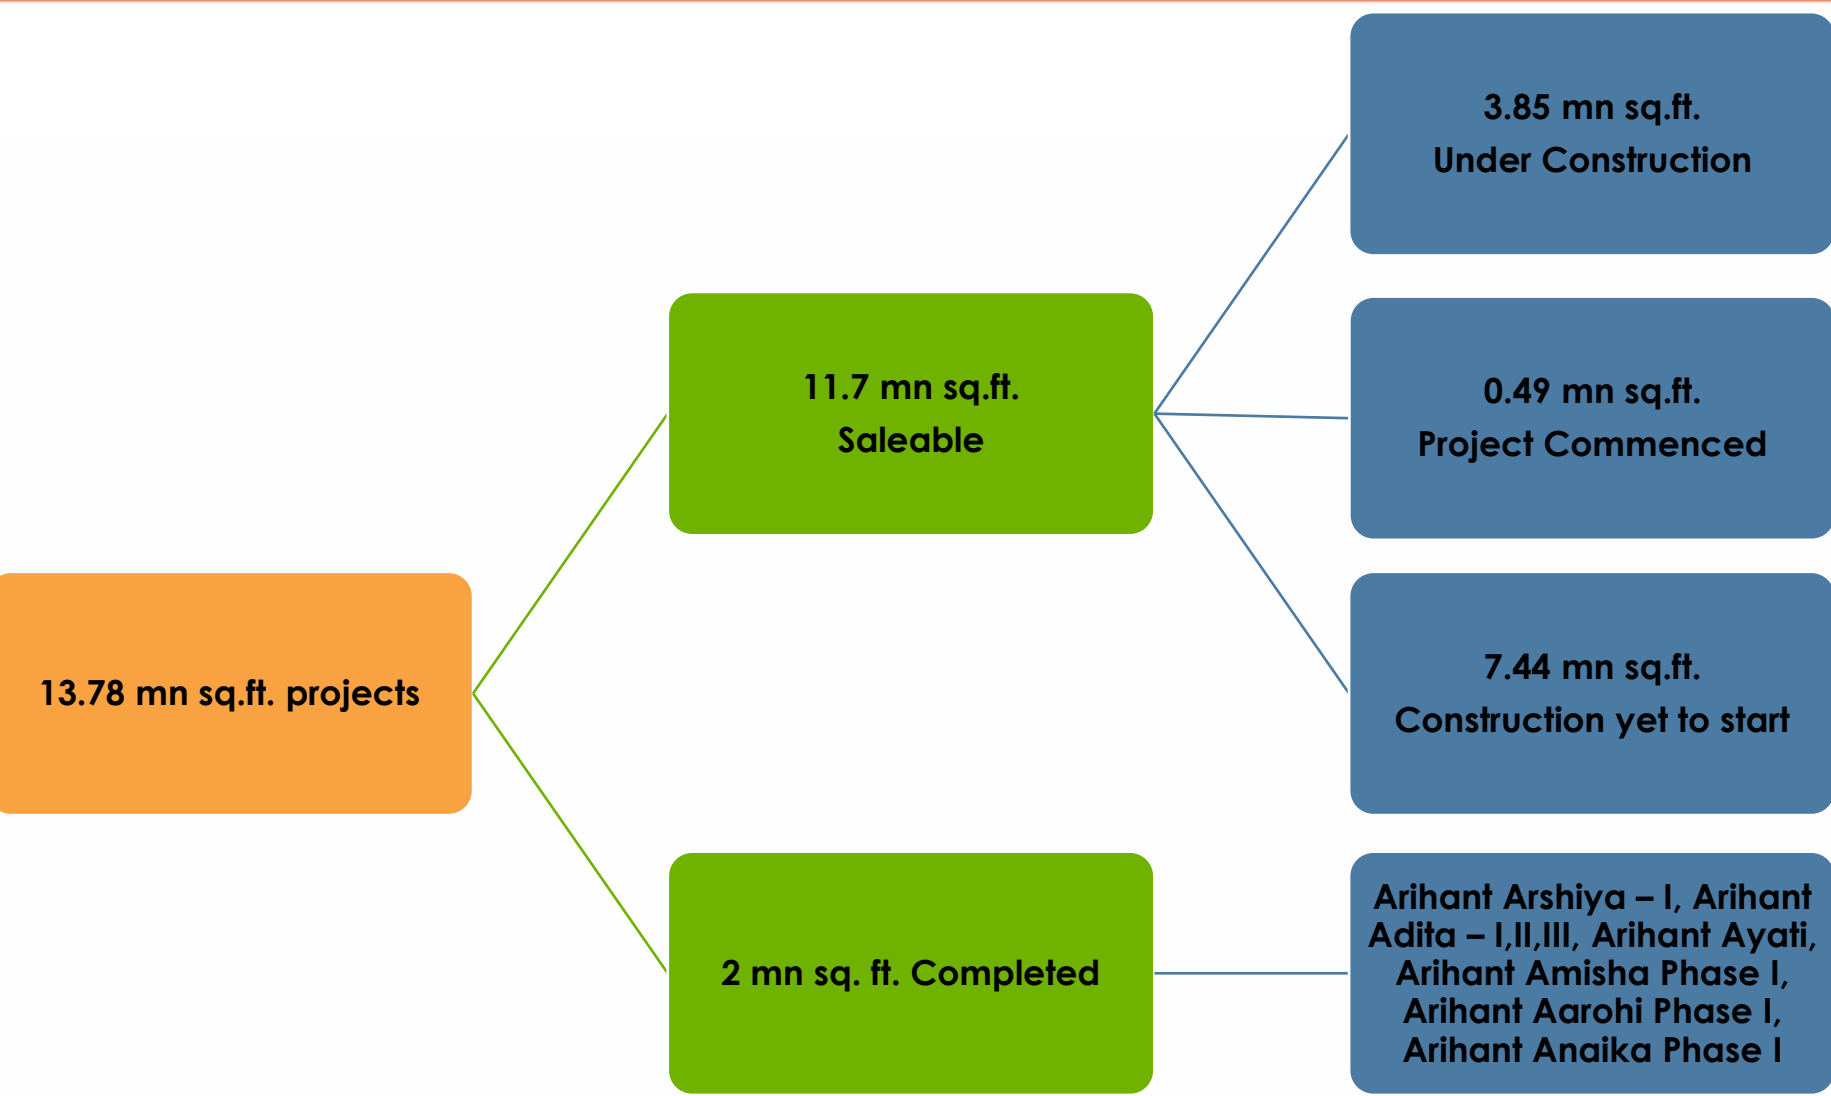 3.85 mn sq.ft.
Under Construction
11.7 mn sq.ft.
Saleable
0.49 mn sq.ft.
Project Commenced
13.78 mn sq.ft. projects
7.44 mn sq.ft.
Construction yet to start
2 mn sq. ft. Completed
Arihant Arshiya – I, Arihant
Adita – I,II,III, Arihant Ayati,
Arihant Amisha Phase I,
Arihant Aarohi Phase I,
Arihant Anaika Phase I